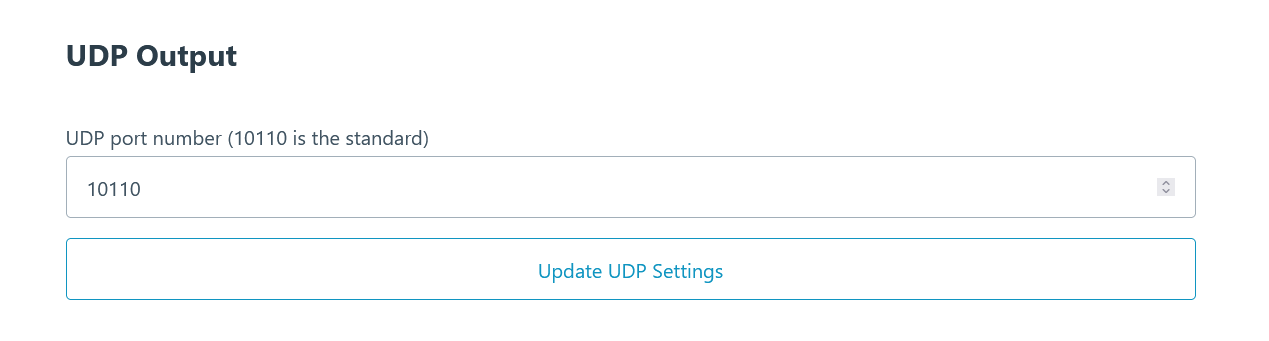 UDP Output
UDP port number (10110 is the standard)
10110
Update UDP Settings